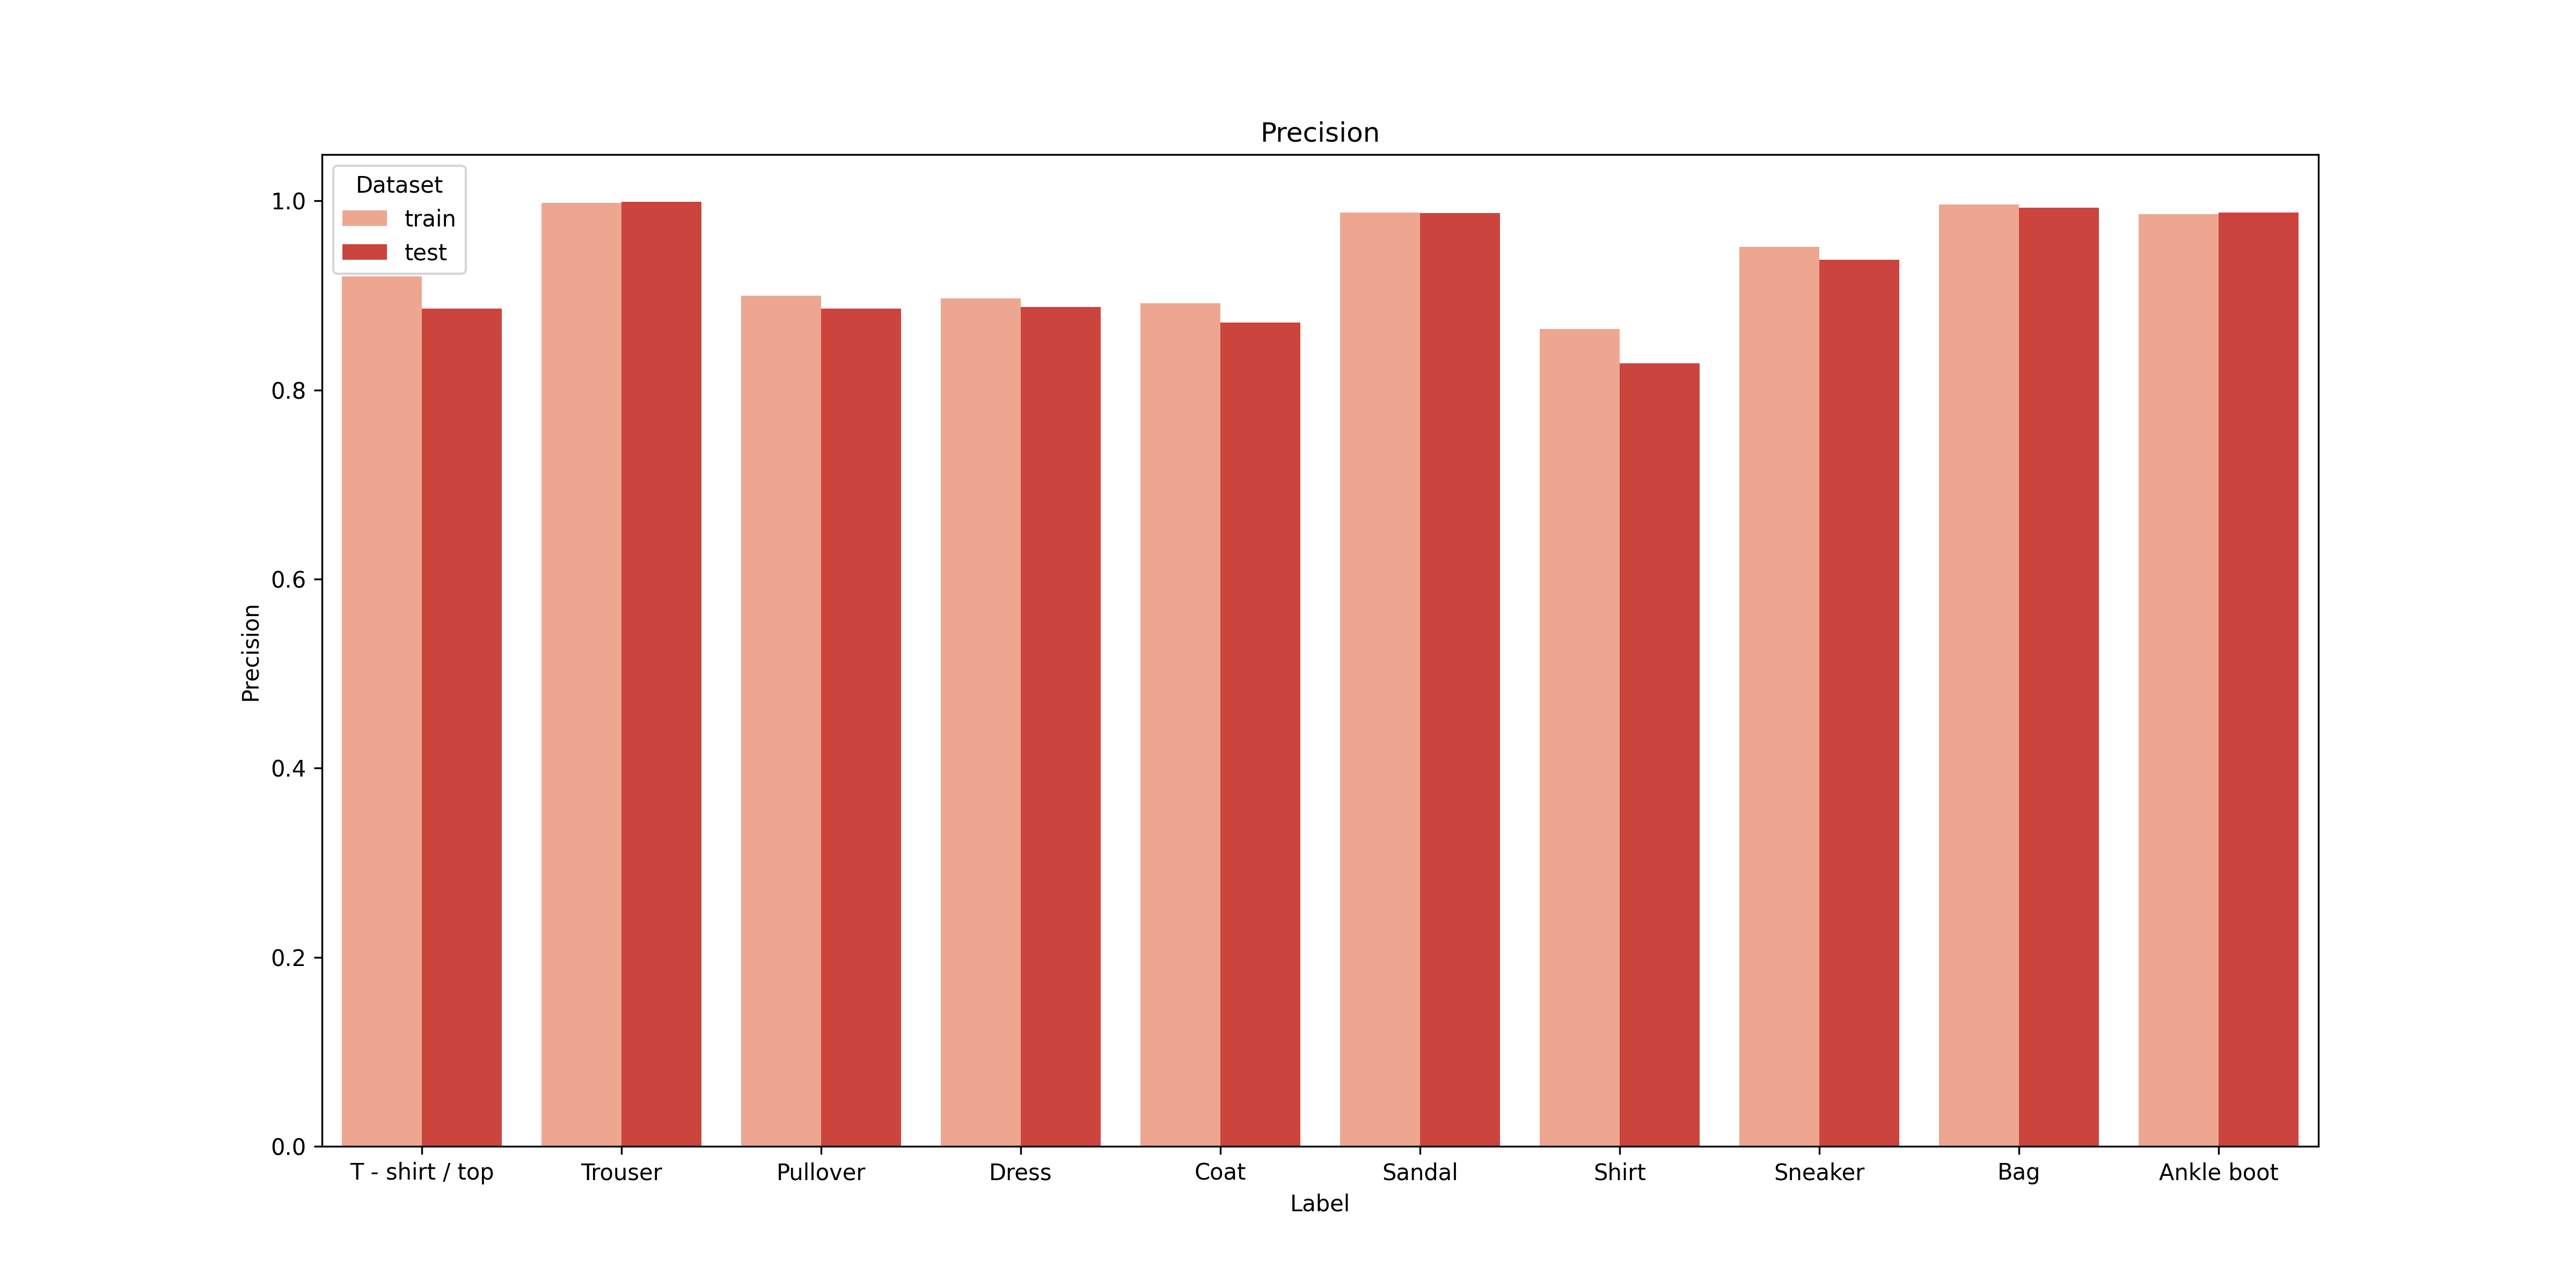 Precision
Dataset
train
test
1.0
0.8
0.6
0.4
0.2
0.0
Precision
T - shirt / top Trouser Pullover Dress Coat Sandal Shirt Sneaker Bag Ankle boot
Label